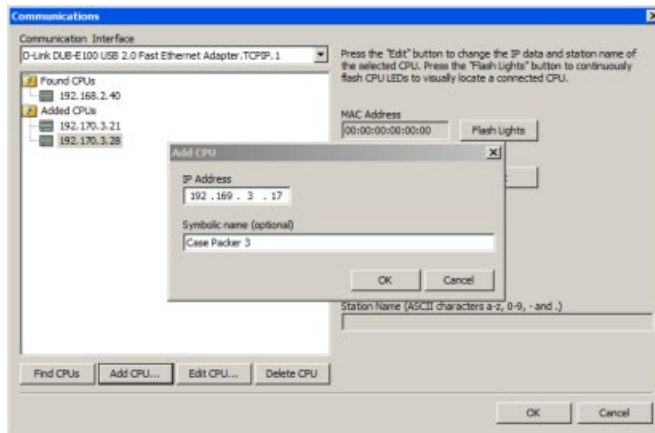 Communications
Communication Interface
D-Link DUB-E100 USB 2.0 Fast Ethernet Adapter.TCPIP.1
Found CPUs
192.168.2.40
Added CPUs
192.170.3.21
192.170.3.28
Press the "Edit" button to change the IP data and station name of
the selected CPU. Press the "Flash Lights" button to continuously
flash CPU LEDs to visually locate a connected CPU.
MAC Address
00:00:00:00:00:00
Flash Lights
Add CPU
IP Address
192 . 169 . 3 . 17
Symbolic name (optional)
Case Packer 3
OK
Cancel
Station Name (ASCII characters a-z, 0-9, - and .)
Find CPUs
Add CPU...
Edit CPU...
Delete CPU
OK
Cancel